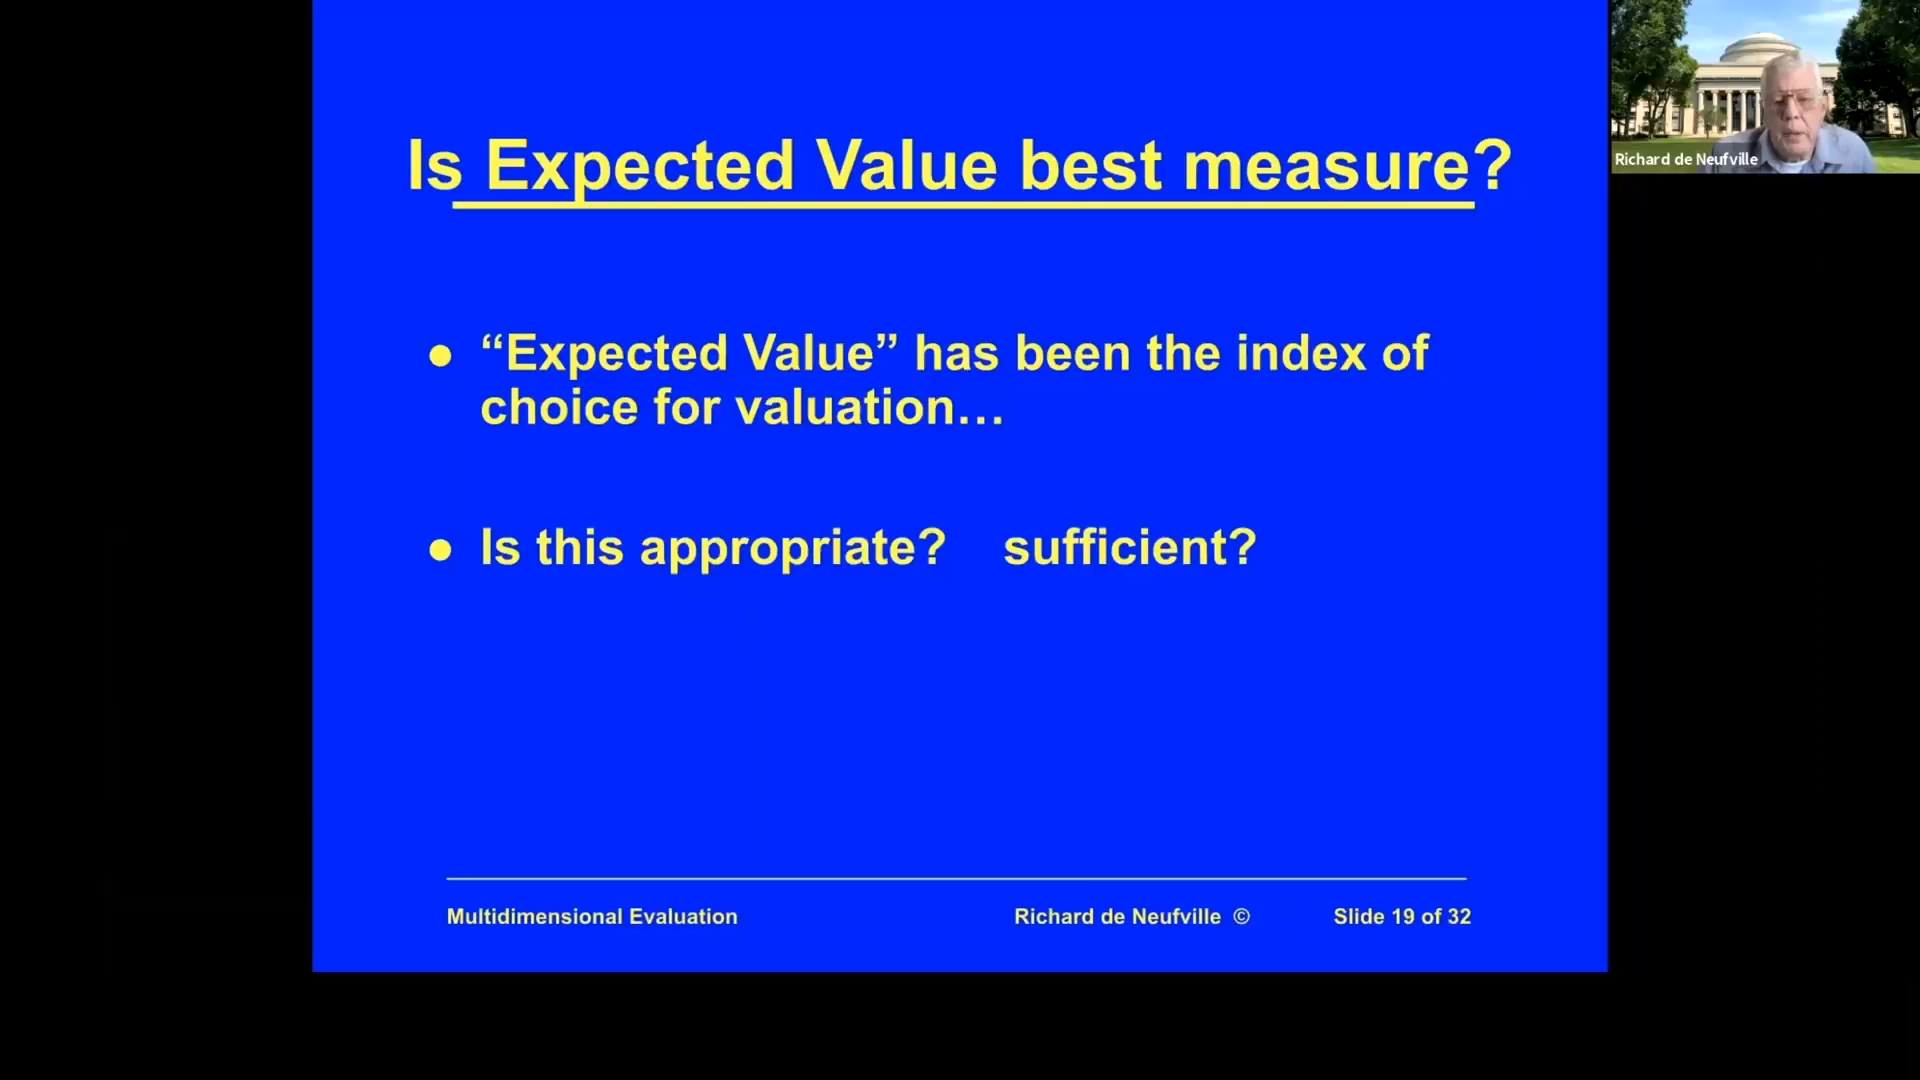 Is Expected Value best measure?
● “Expected Value” has been the index of
choice for valuation…
● Is this appropriate? sufficient?
Multidimensional Evaluation Richard de Neufville © Slide 19 of 32
Richard de Neufville